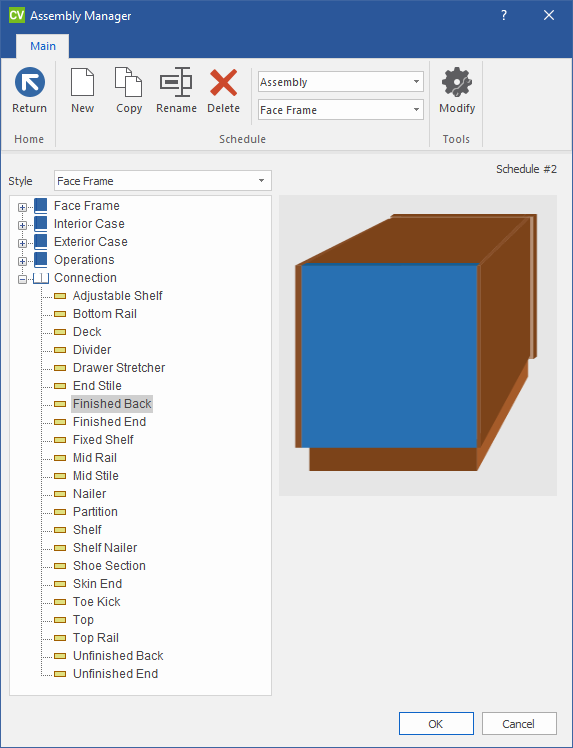 CV Assembly Manager ?
Main
Return New Copy Rename Delete Assembly Face Frame Modify
Home Schedule Tools
Schedule #2
Style Face Frame
Face Frame
Interior Case
Exterior Case
Operations
Connection
Adjustable Shelf
Bottom Rail
Deck
Divider
Drawer Stretcher
End Stile
Finished Back
Finished End
Fixed Shelf
Mid Rail
Mid Stile
Nailer
Partition
Shelf
Shelf Nailer
Shoe Section
Skin End
Toe Kick
Top
Top Rail
Unfinished Back
Unfinished End
OK Cancel